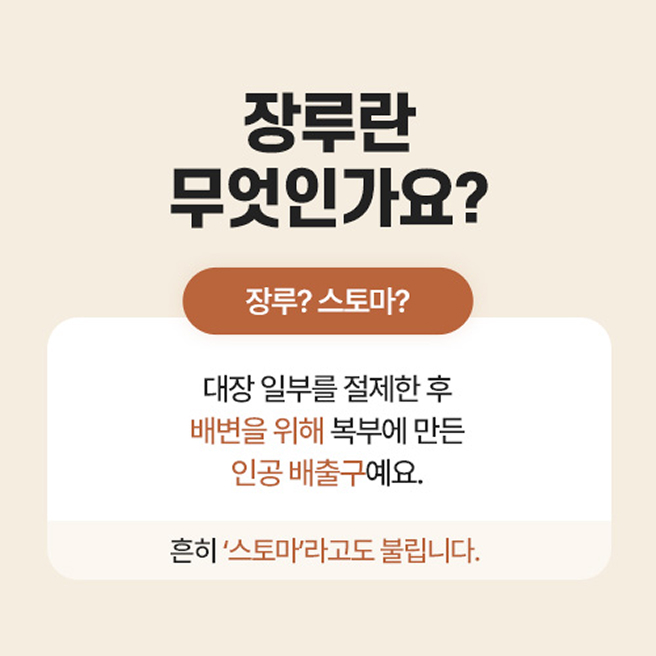 장루란
무엇인가요?
장루? 스토마?
대장 일부를 절제한 후
배변을 위해 복부에 만든
인공 배출구예요.
흔히 ‘스토마’라고도 불립니다.